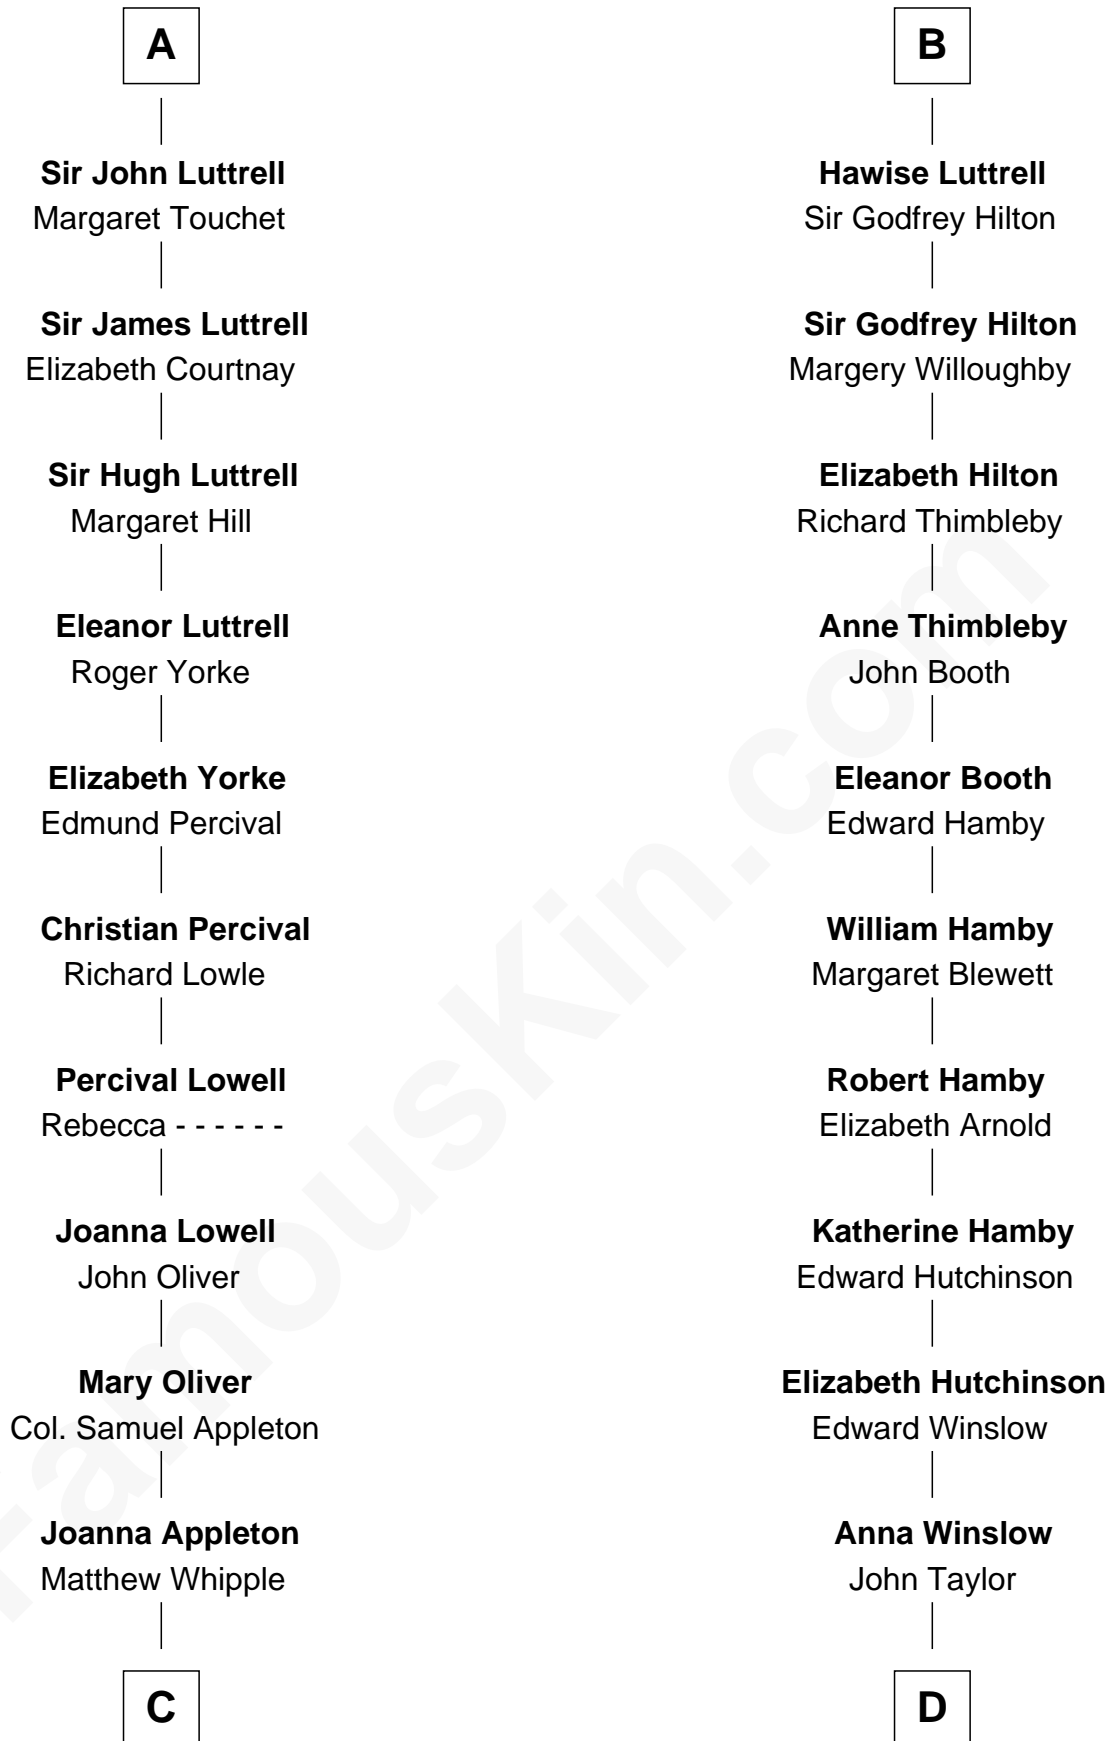 A
Sir John Luttrell
Margaret Touchet
Sir James Luttrell
Elizabeth Courtnay
Sir Hugh Luttrell
Margaret Hill
Eleanor Luttrell
Roger Yorke
Elizabeth Yorke
Edmund Percival
Christian Percival
Richard Lowle
Percival Lowell
Rebecca - - - - - -
Joanna Lowell
John Oliver
Mary Oliver
Col. Samuel Appleton
Joanna Appleton
Matthew Whipple
C
B
Hawise Luttrell
Sir Godfrey Hilton
Sir Godfrey Hilton
Margery Willoughby
Elizabeth Hilton
Richard Thimbleby
Anne Thimbleby
John Booth
Eleanor Booth
Edward Hamby
William Hamby
Margaret Blewett
Robert Hamby
Elizabeth Arnold
Katherine Hamby
Edward Hutchinson
Elizabeth Hutchinson
Edward Winslow
Anna Winslow
John Taylor
D
FamousKin.com